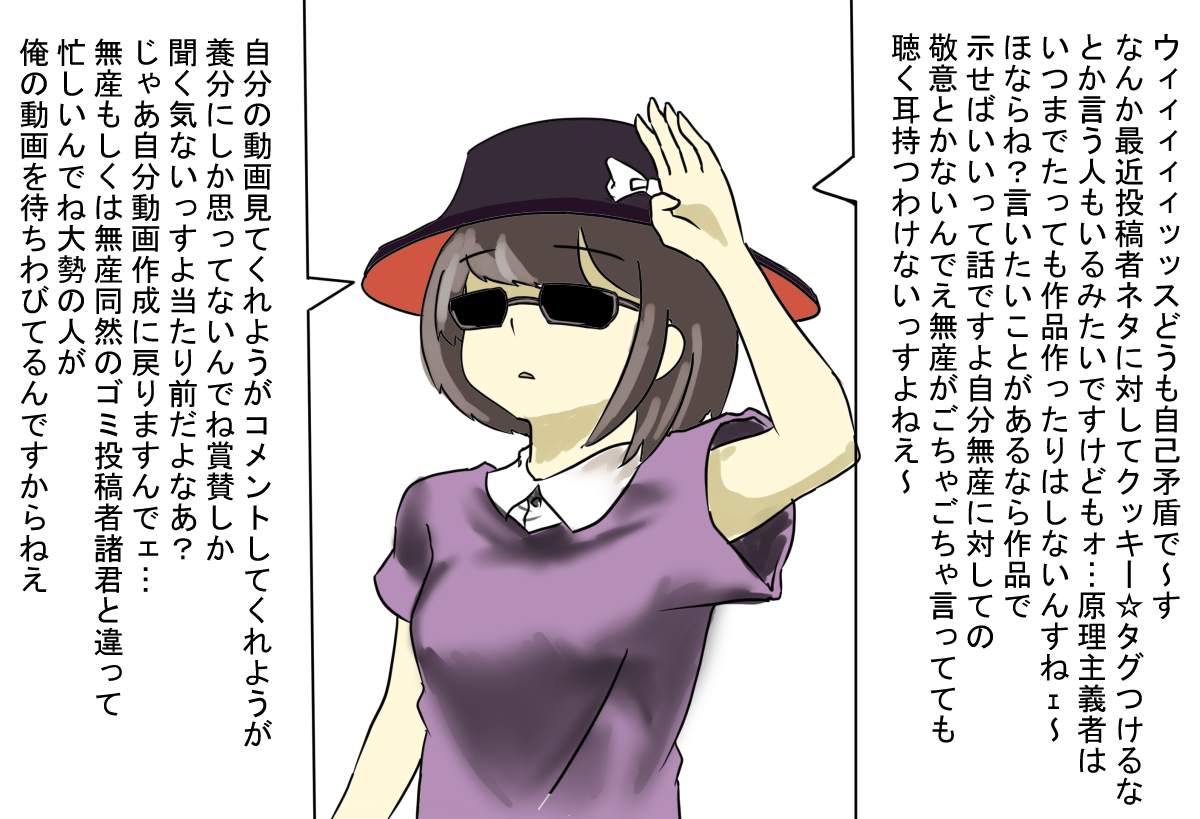 ウィィィィィッッスどうも自己矛盾で～す
なんか最近投稿者ネタに対してクッキー☆タグつけるな
とか言う人もいるみたいですけどもォ…原理主義者は
いつまでたっても作品作ったりはしないんすねェ～
ほならね？言いたいことがあるなら作品で
示せばいいって話ですよ自分無産に対しての
敬意とかないんでえ無産がごちゃごちゃ言ってても
聴く耳持つわけないっすよねえ～
自分の動画見てくれようがコメントしてくれようが
養分にしか思ってないんでね賞賛しか
聞く気ないっすよ当たり前だよなあ？
じゃあ自分動画作成に戻りますんでェ…
無産もしくは無産同然のゴミ投稿者諸君と違って
忙しいんでね大勢の人が
俺の動画を待ちわびてるんですからねえ